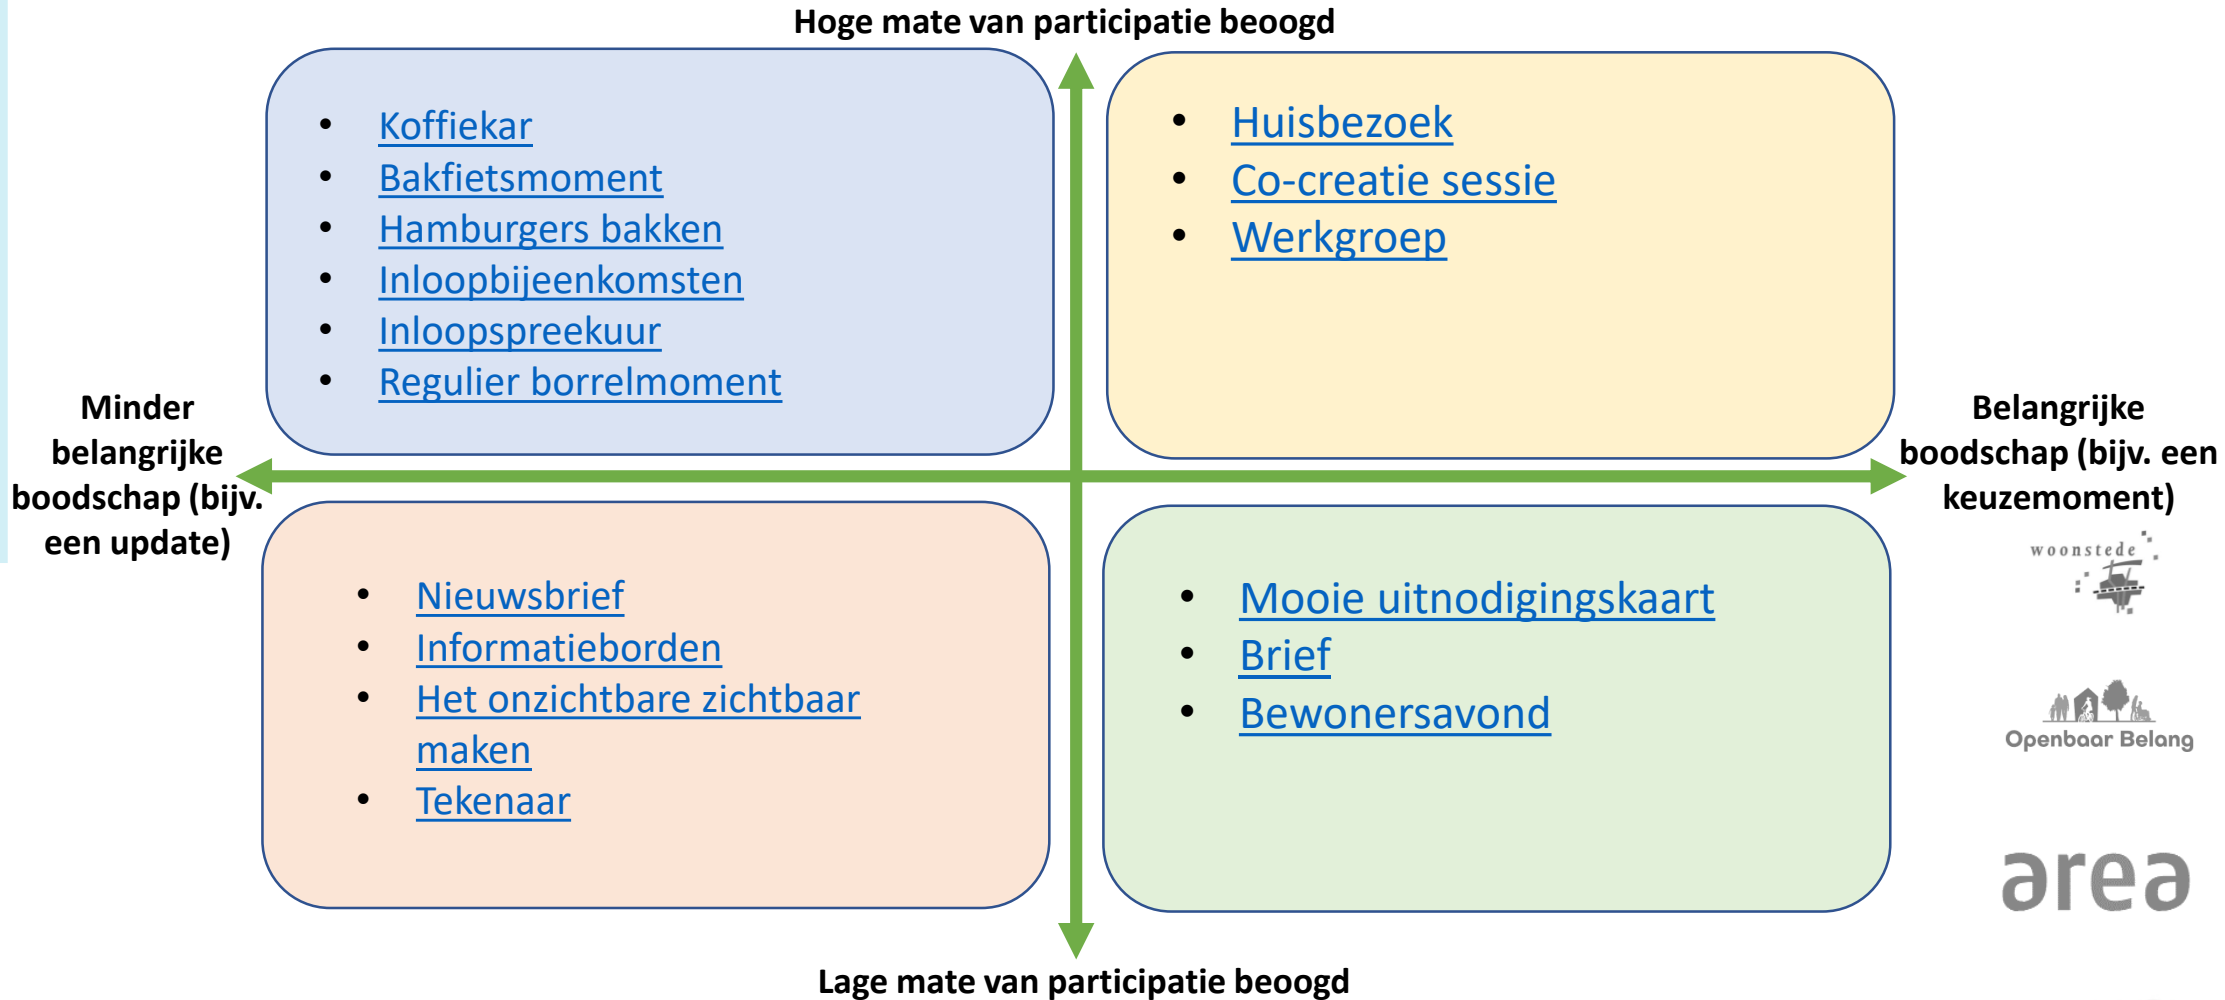 Hoge mate van participatie beoogd
• Koffiekar
• Bakfietsmoment
• Hamburgers bakken
• Inloopbijeenkomsten
• Inloopspreekuur
• Regulier borrelmoment
• Huisbezoek
• Co-creatie sessie
• Werkgroep
Minder
belangrijke
boodschap (bijv.
een update)
Belangrijke
boodschap (bijv. een
keuzemoment)
• Nieuwsbrief
• Informatieborden
• Het onzichtbare zichtbaar
maken
• Tekenaar
• Mooie uitnodigingskaart
• Brief
• Bewonersavond
woonstede
Openbaar Belang
area
Lage mate van participatie beoogd